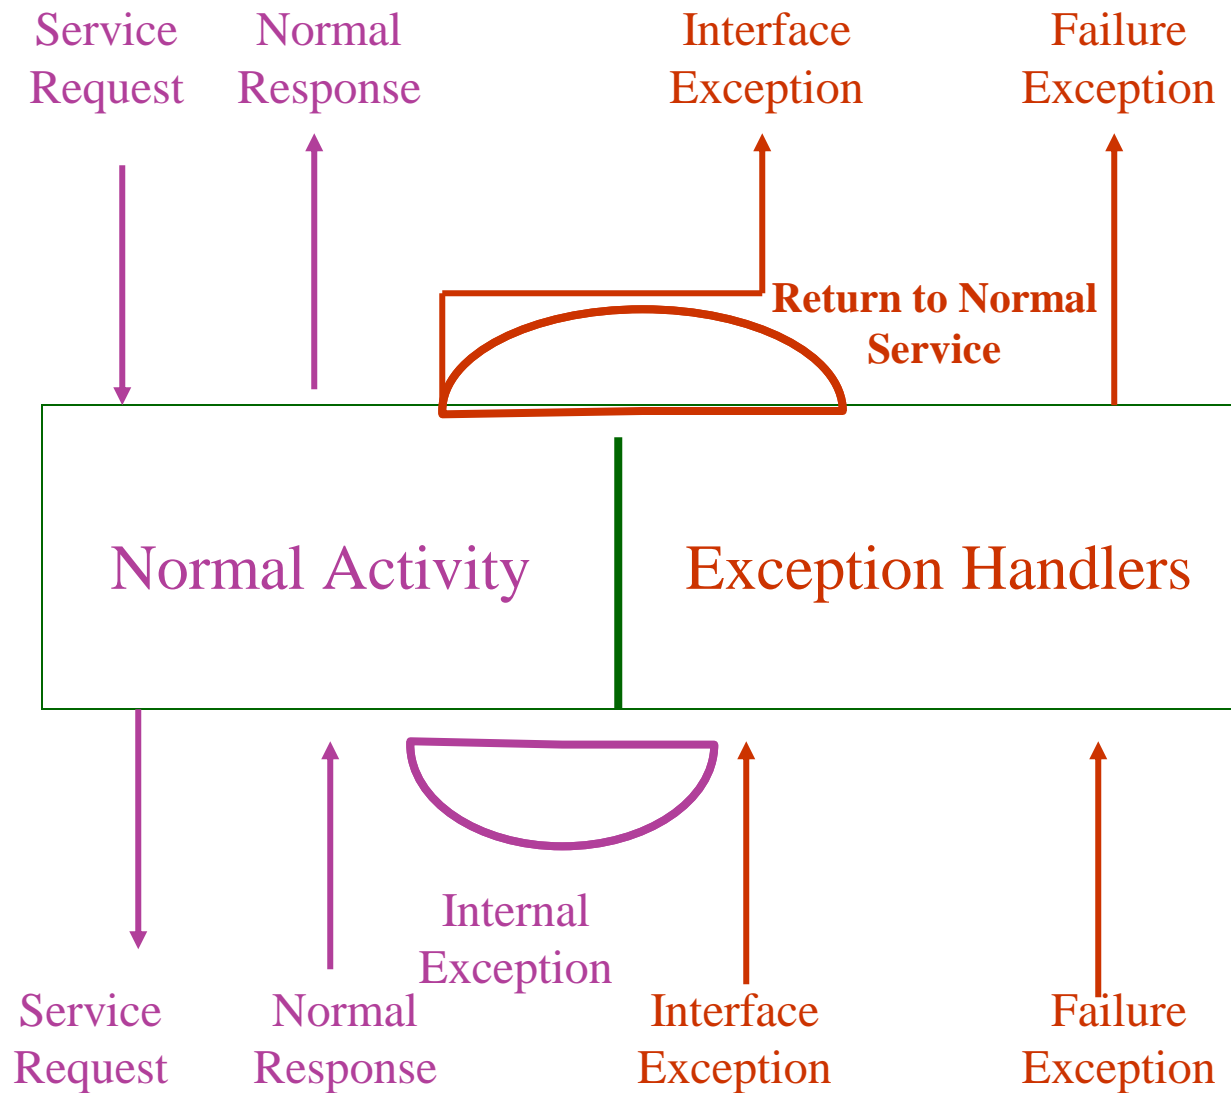 Service
Request
Normal
Response
Interface
Exception
Failure
Exception
Return to Normal
Service
Normal Activity
Exception Handlers
Internal
Exception
Service
Request
Normal
Response
Interface
Exception
Failure
Exception